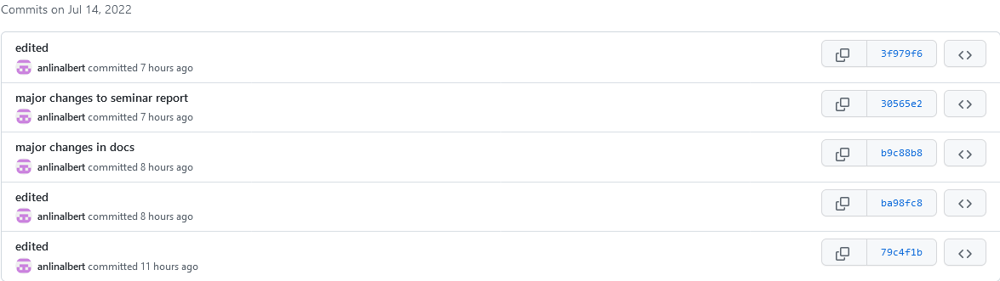 Commits on Jul 14, 2022
edited
anlinalbert committed 7 hours ago
3f979f6
major changes to seminar report
anlinalbert committed 7 hours ago
30565e2
major changes in docs
anlinalbert committed 8 hours ago
b9c88b8
edited
anlinalbert committed 8 hours ago
ba98fc8
edited
anlinalbert committed 11 hours ago
79c4f1b